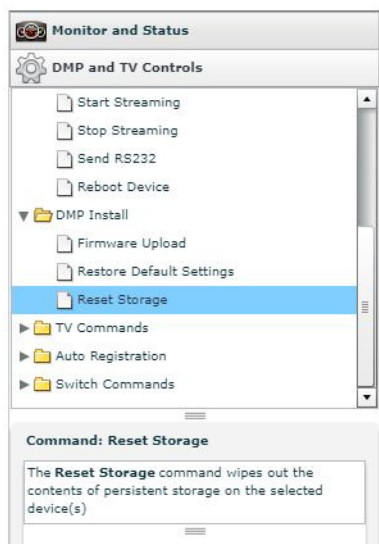 Monitor and Status
DMP and TV Controls
Start Streaming
Stop Streaming
Send RS232
Reboot Device
DMP Install
Firmware Upload
Restore Default Settings
Reset Storage
TV Commands
Auto Registration
Switch Commands
Command: Reset Storage
The Reset Storage command wipes out the
contents of persistent storage on the selected
device(s)